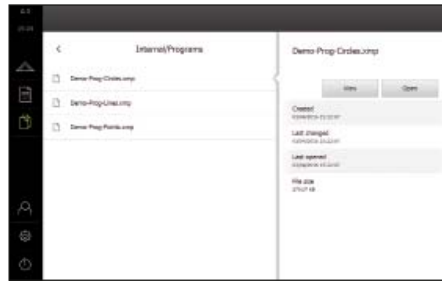 Internal/Programs
Demo-Prog-Circles.xmp
Demo-Prog-Lines.xmp
Demo-Prog-Points.xmp
Demo-Prog-Circles.xmp
View
Open
Created
Last changed
Last opened
File size